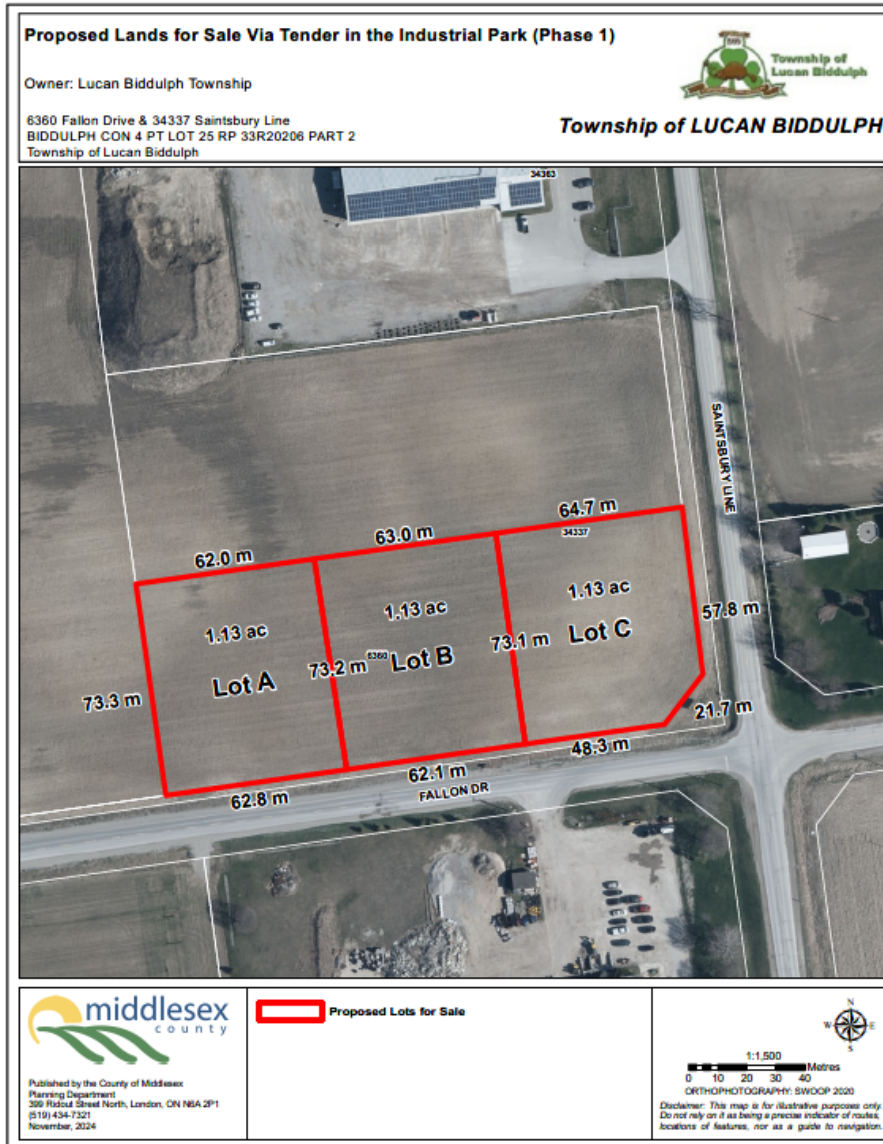 Proposed Lands for Sale Via Tender in the Industrial Park (Phase 1)
Owner: Lucan Biddulph Township
6360 Fallon Drive & 34337 Saintsbury Line
BIDDULPH CON 4 PT LOT 25 RP 33R20206 PART 2
Township of Lucan Biddulph
Township of
Lucan Biddulph
Township of LUCAN BIDDULPH
34363
SAINTSBURY LINE
64.7 m
63.0 m
62.0 m
34337
1.13 ac
1.13 ac
1.13 ac
57.8 m
73.1 m
Lot C
73.2 m
6360
Lot B
Lot A
73.3 m
21.7 m
48.3 m
62.1 m
62.8 m
FALLON DR
middlesex
county
Published by the County of Middlesex
Planning Department
399 Ridout Street North, London, ON N6A 2P1
(519) 434-7321
November, 2024
Proposed Lots for Sale
N
W E
S
1:1,500
Metres
0 10 20 30 40
ORTHOPHOTOGRAPHY: SWOOP 2020
Disclaimer: This map is for illustrative purposes only.
Do not rely on it as being a precise indicator of routes,
locations of features, nor as a guide to navigation.